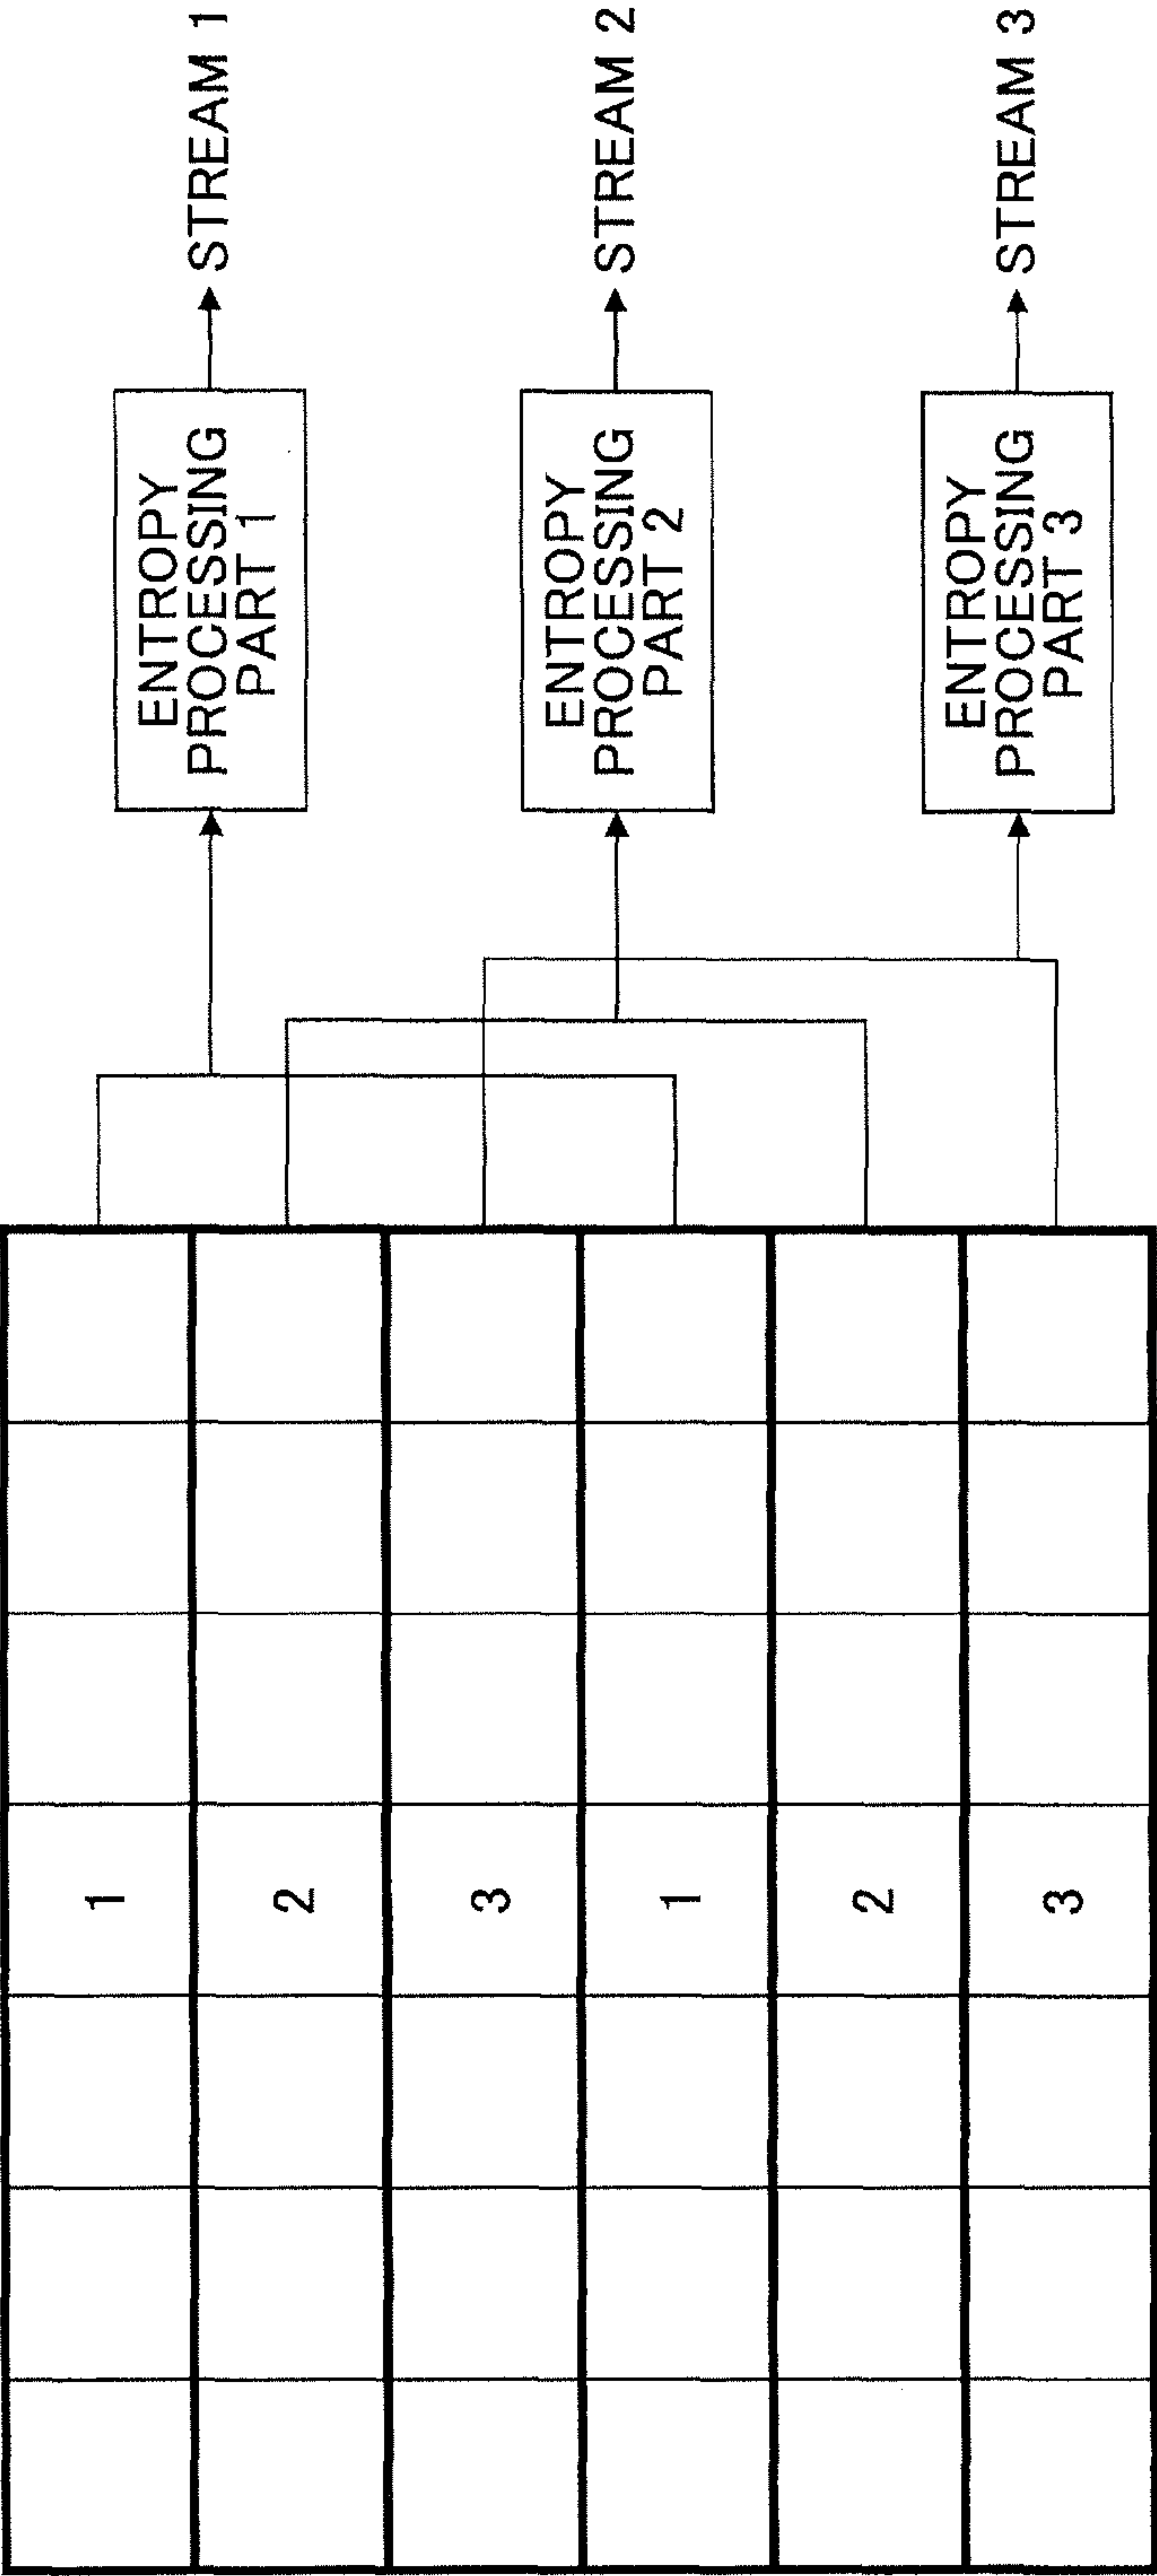 1
2
3
1
2
3
ENTROPY
PROCESSING
PART 1
STREAM 1
ENTROPY
PROCESSING
PART 2
STREAM 2
ENTROPY
PROCESSING
PART 3
STREAM 3